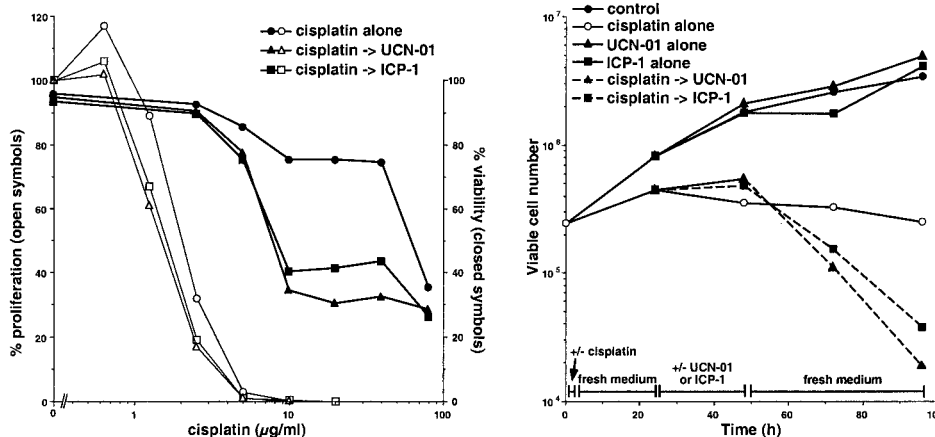 120
100
80
60
40
20
0
% proliferation (open symbols)
cisplatin alone
cisplatin -> UCN-01
cisplatin -> ICP-1
100
80
60
40
20
0
% viability (closed symbols)
0
1
10
100
cisplatin (µg/ml)
control
cisplatin alone
UCN-01 alone
ICP-1 alone
cisplatin -> UCN-01
cisplatin -> ICP-1
10⁷
10⁶
10⁵
10⁴
Viable cell number
+/- cisplatin
fresh medium
+/- UCN-01
or ICP-1
fresh medium
0
20
40
60
80
100
Time (h)